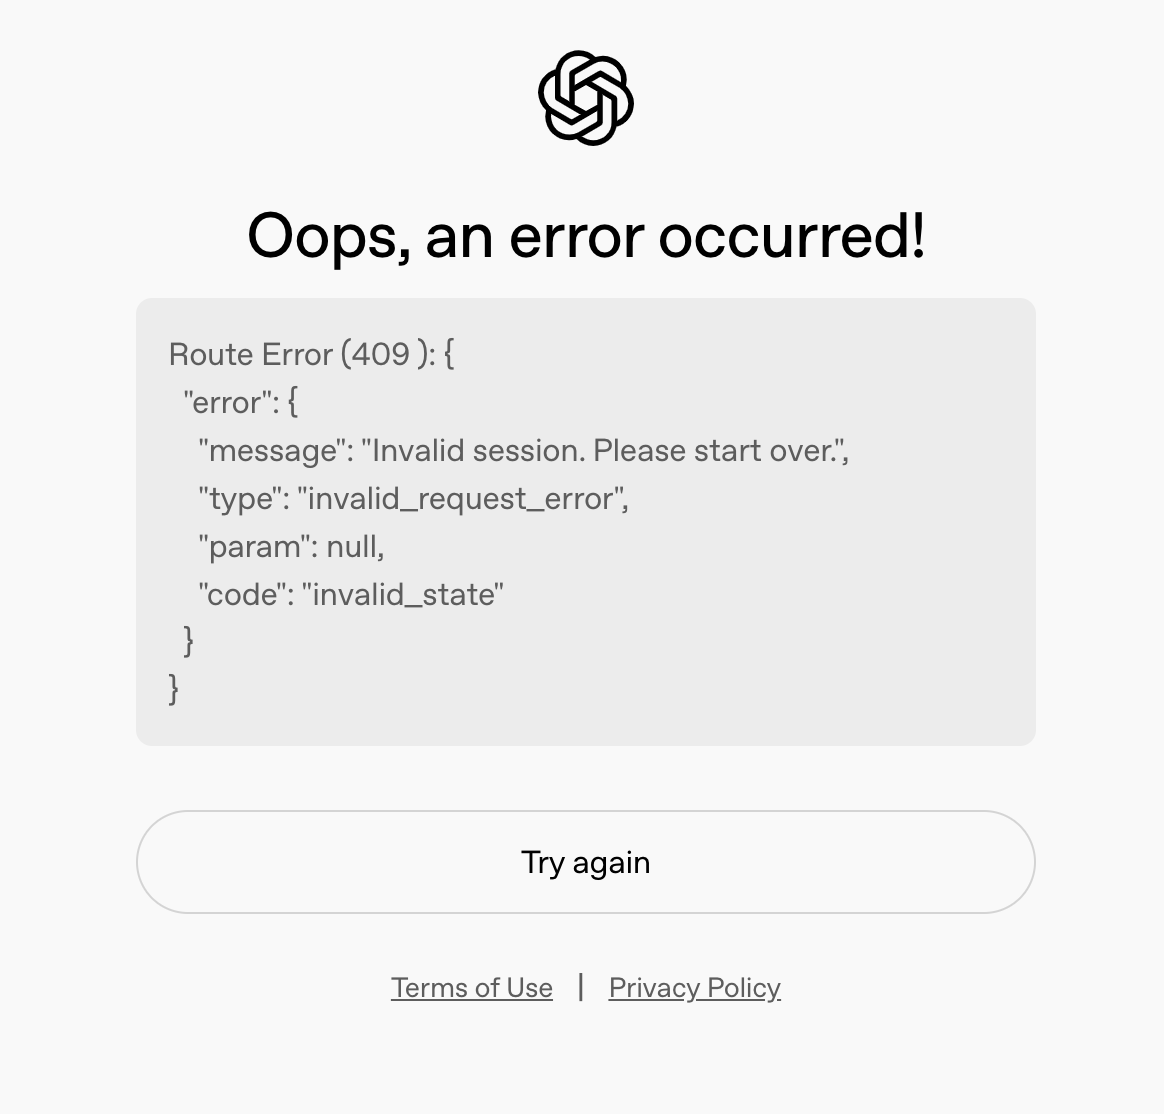 Oops, an error occurred!
Route Error (409 ): {
  "error": {
    "message": "Invalid session. Please start over.",
    "type": "invalid_request_error",
    "param": null,
    "code": "invalid_state"
  }
}
Try again
Terms of Use | Privacy Policy